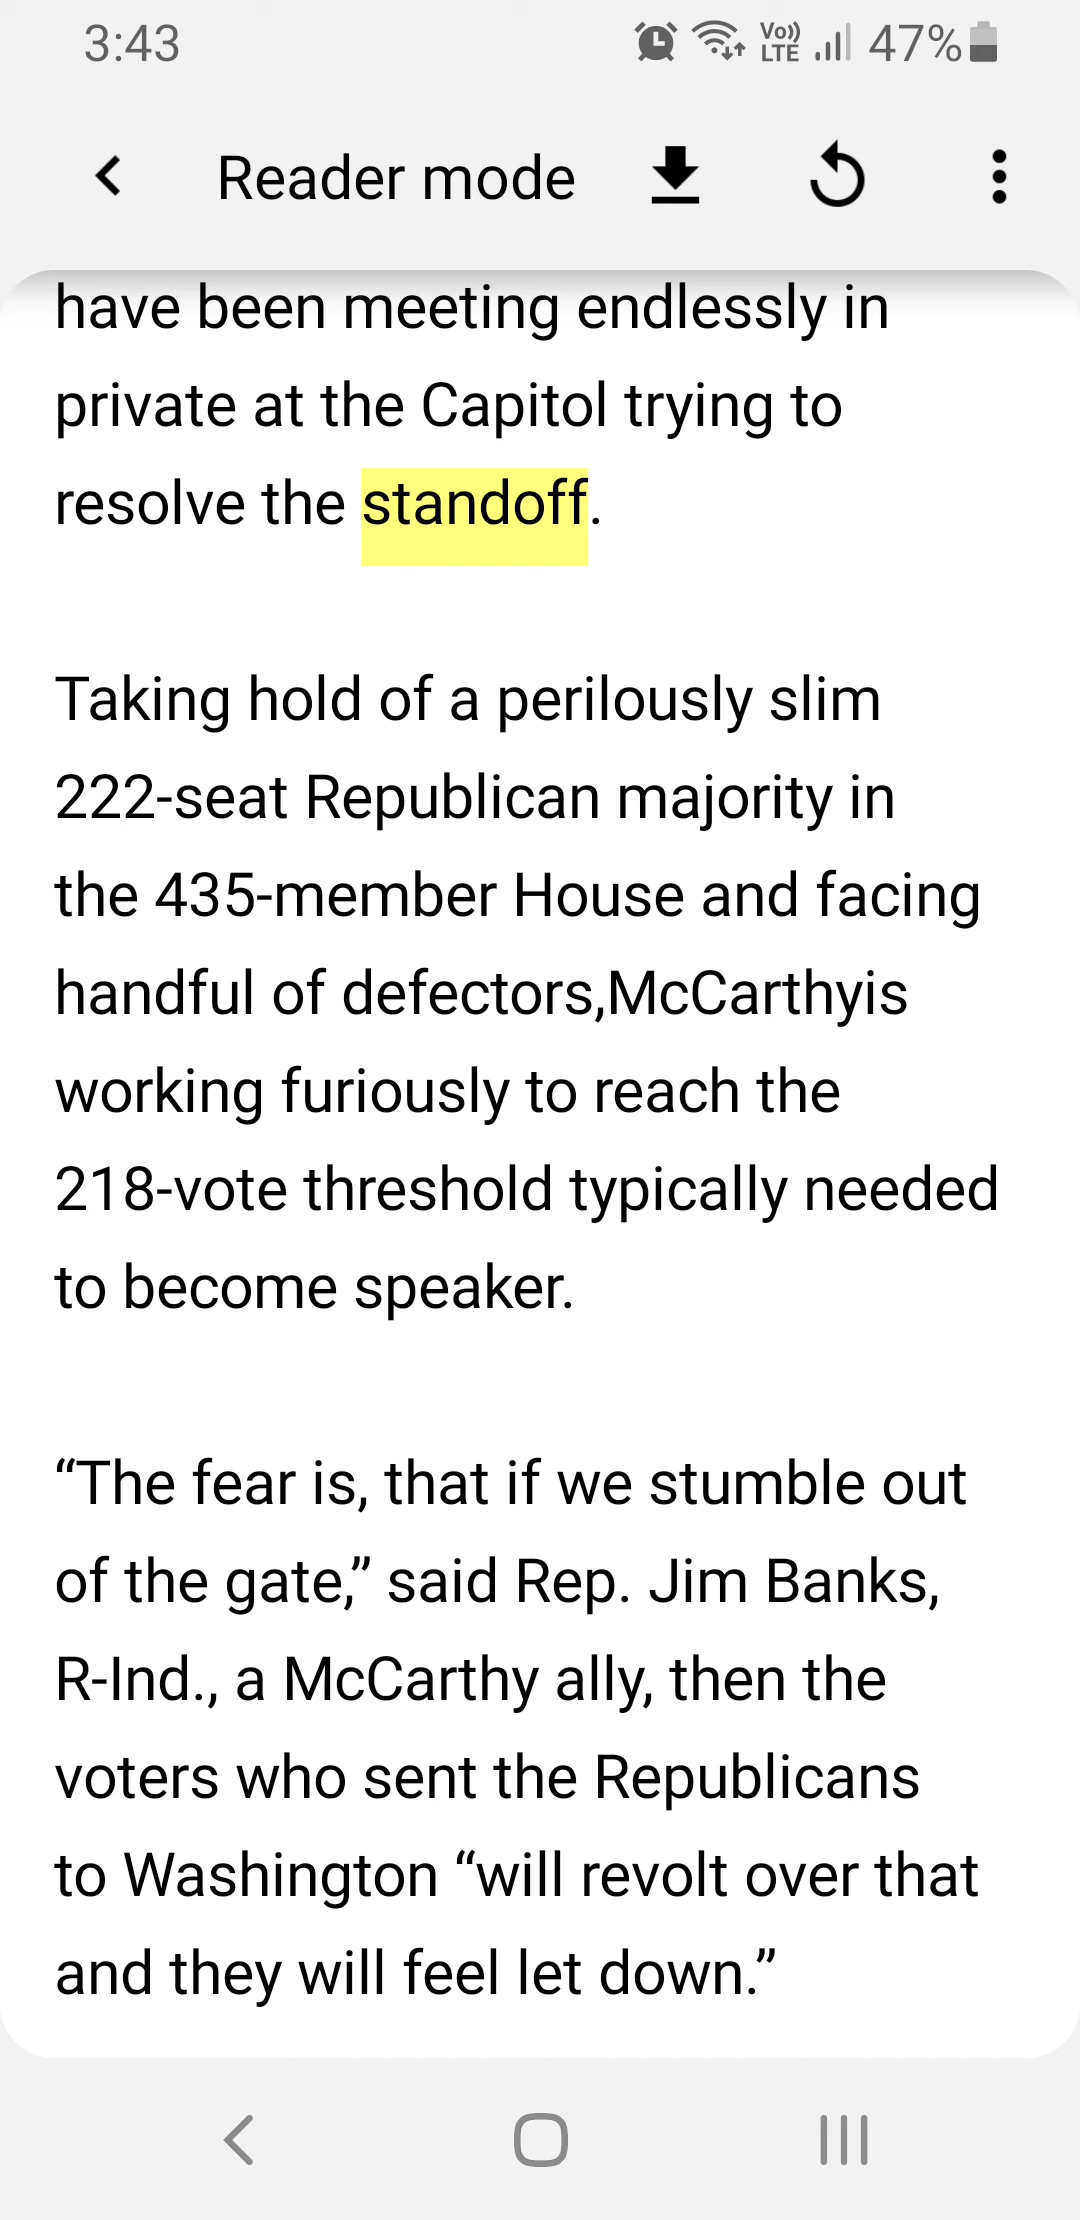 3:43
Vo)) LTE 47%
Reader mode
have been meeting endlessly in
private at the Capitol trying to
resolve the standoff.
Taking hold of a perilously slim
222-seat Republican majority in
the 435-member House and facing
handful of defectors,McCarthyis
working furiously to reach the
218-vote threshold typically needed
to become speaker.
“The fear is, that if we stumble out
of the gate,” said Rep. Jim Banks,
R-Ind., a McCarthy ally, then the
voters who sent the Republicans
to Washington “will revolt over that
and they will feel let down.”